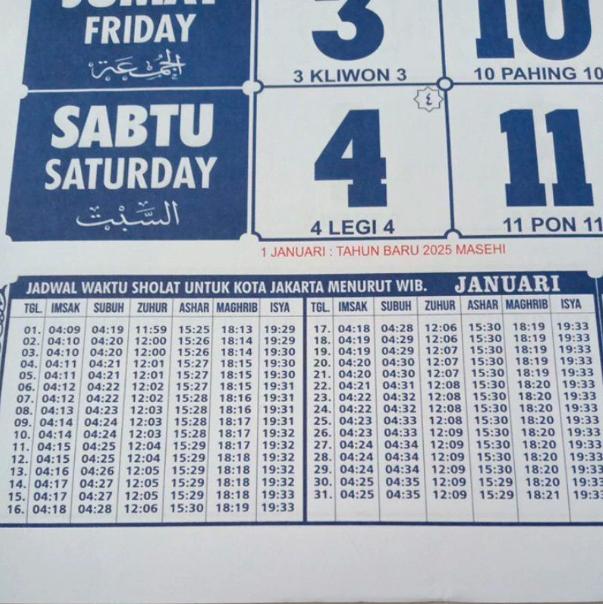 JUMAT
FRIDAY
الجمعة
3
3 KLIWON 3
10
10 PAHING 10
SABTU
SATURDAY
السَّبْت
4
٤
4 LEGI 4
11
11 PON 11
1 JANUARI : TAHUN BARU 2025 MASEHI
JADWAL WAKTU SHOLAT UNTUK KOTA JAKARTA MENURUT WIB. JANUARI
TGL. IMSAK SUBUH ZUHUR ASHAR MAGHRIB ISYA TGL. IMSAK SUBUH ZUHUR ASHAR MAGHRIB ISYA
01. 04:09 04:19 11:59 15:25 18:13 19:29 17. 04:18 04:28 12:06 15:30 18:19 19:33
02. 04:10 04:20 12:00 15:26 18:14 19:29 18. 04:19 04:29 12:06 15:30 18:19 19:33
03. 04:10 04:20 12:00 15:26 18:14 19:30 19. 04:19 04:29 12:07 15:30 18:19 19:33
04. 04:11 04:21 12:01 15:27 18:15 19:30 20. 04:20 04:30 12:07 15:30 18:19 19:33
05. 04:11 04:21 12:01 15:27 18:15 19:30 21. 04:20 04:30 12:07 15:30 18:19 19:33
06. 04:12 04:22 12:02 15:27 18:15 19:31 22. 04:21 04:31 12:08 15:30 18:20 19:33
07. 04:12 04:22 12:02 15:28 18:16 19:31 23. 04:22 04:32 12:08 15:30 18:20 19:33
08. 04:13 04:23 12:03 15:28 18:16 19:31 24. 04:22 04:32 12:08 15:30 18:20 19:33
09. 04:14 04:24 12:03 15:28 18:17 19:31 25. 04:23 04:33 12:08 15:30 18:20 19:33
10. 04:14 04:24 12:03 15:28 18:17 19:32 26. 04:23 04:33 12:09 15:30 18:20 19:33
11. 04:15 04:25 12:04 15:29 18:17 19:32 27. 04:24 04:34 12:09 15:30 18:20 19:33
12. 04:15 04:25 12:04 15:29 18:18 19:32 28. 04:24 04:34 12:09 15:30 18:20 19:33
13. 04:16 04:26 12:05 15:29 18:18 19:32 29. 04:24 04:34 12:09 15:30 18:20 19:33
14. 04:17 04:27 12:05 15:29 18:18 19:32 30. 04:25 04:35 12:09 15:29 18:20 19:33
15. 04:17 04:27 12:05 15:29 18:18 19:33 31. 04:25 04:35 12:09 15:29 18:21 19:33
16. 04:18 04:28 12:06 15:30 18:19 19:33